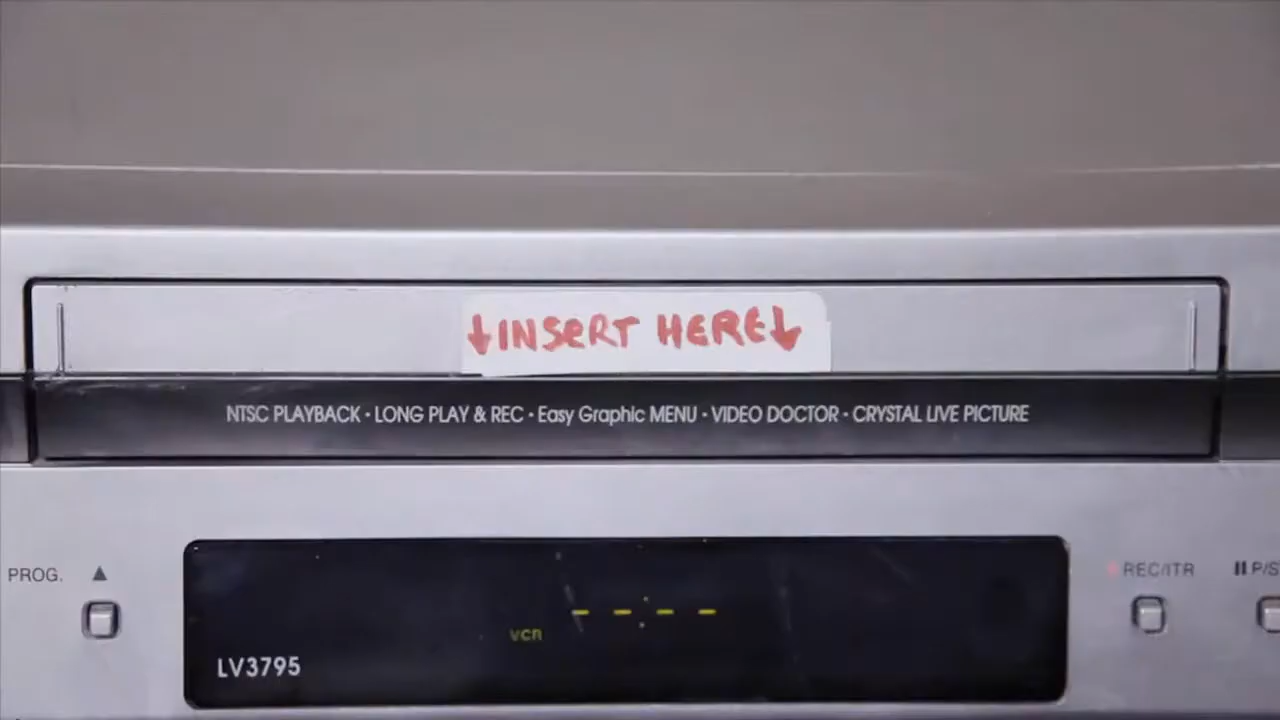 ↓INSERT HERE↓
NTSC PLAYBACK · LONG PLAY & REC · Easy Graphic MENU · VIDEO DOCTOR · CRYSTAL LIVE PICTURE
PROG. ▲
REC/ITR
P/S
VCR
-- : --
LV3795